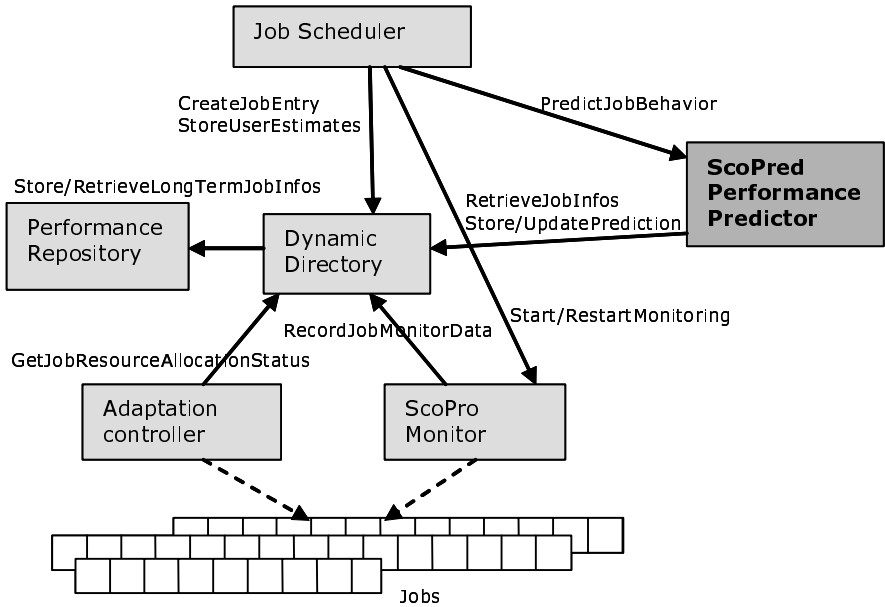 Job Scheduler
CreateJobEntry
StoreUserEstimates
PredictJobBehavior
ScoPred
Performance
Predictor
Store/RetrieveLongTermJobInfos
RetrieveJobInfos
Store/UpdatePrediction
Performance
Repository
Dynamic
Directory
Start/RestartMonitoring
RecordJobMonitorData
GetJobResourceAllocationStatus
Adaptation
controller
ScoPro
Monitor
Jobs